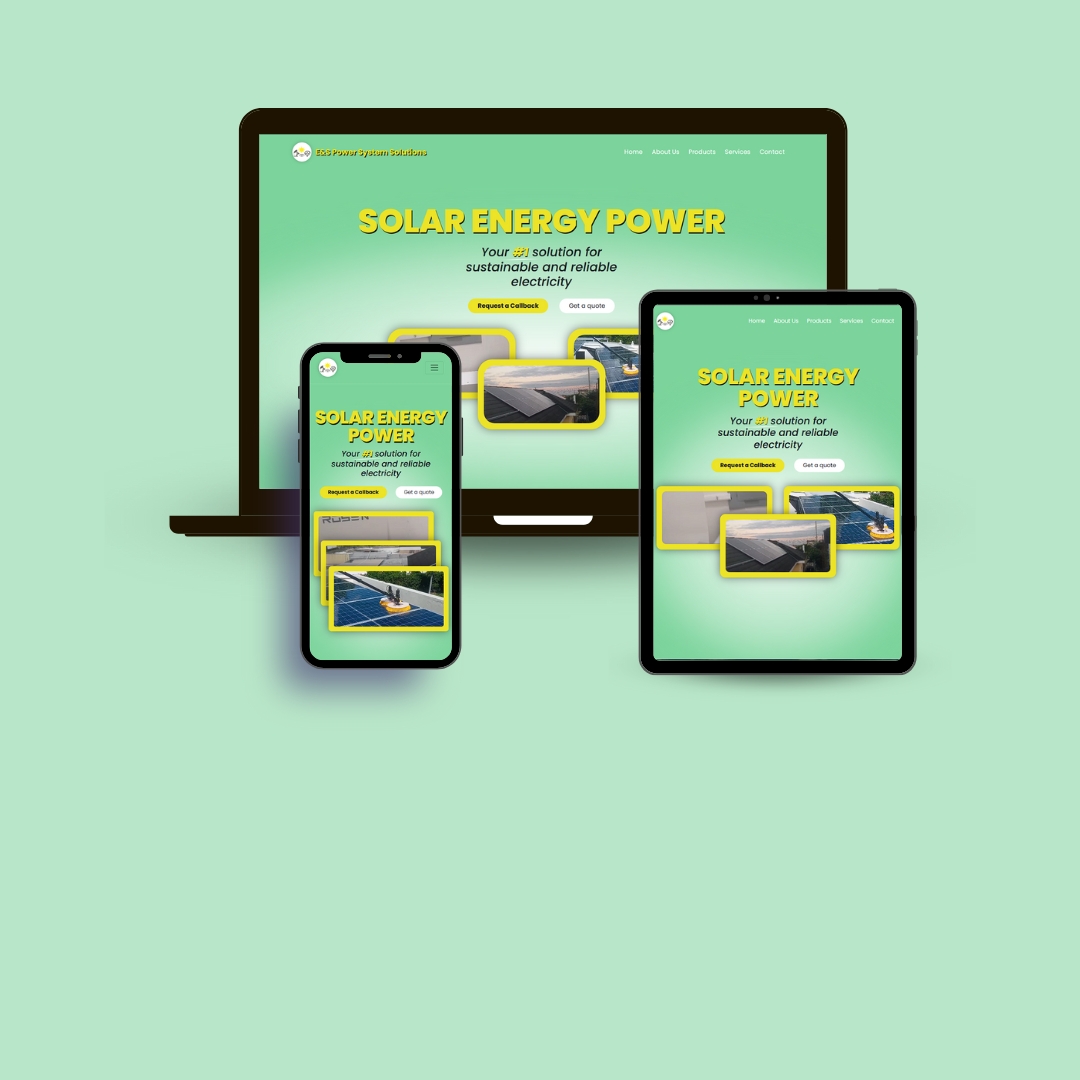 E&S Power System Solutions
Home About Us Products Services Contact
SOLAR ENERGY POWER
Your #1 solution for
sustainable and reliable
electricity
Request a Callback Get a quote
SOLAR ENERGY
POWER
Your #1 solution for
sustainable and reliable
electricity
Request a Callback Get a quote
Home About Us Products Services Contact
SOLAR ENERGY
POWER
Your #1 solution for
sustainable and reliable
electricity
Request a Callback Get a quote